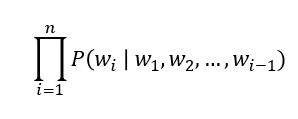 ∏_{i=1}^{n} P(w_i | w_1, w_2, …, w_{i−1})